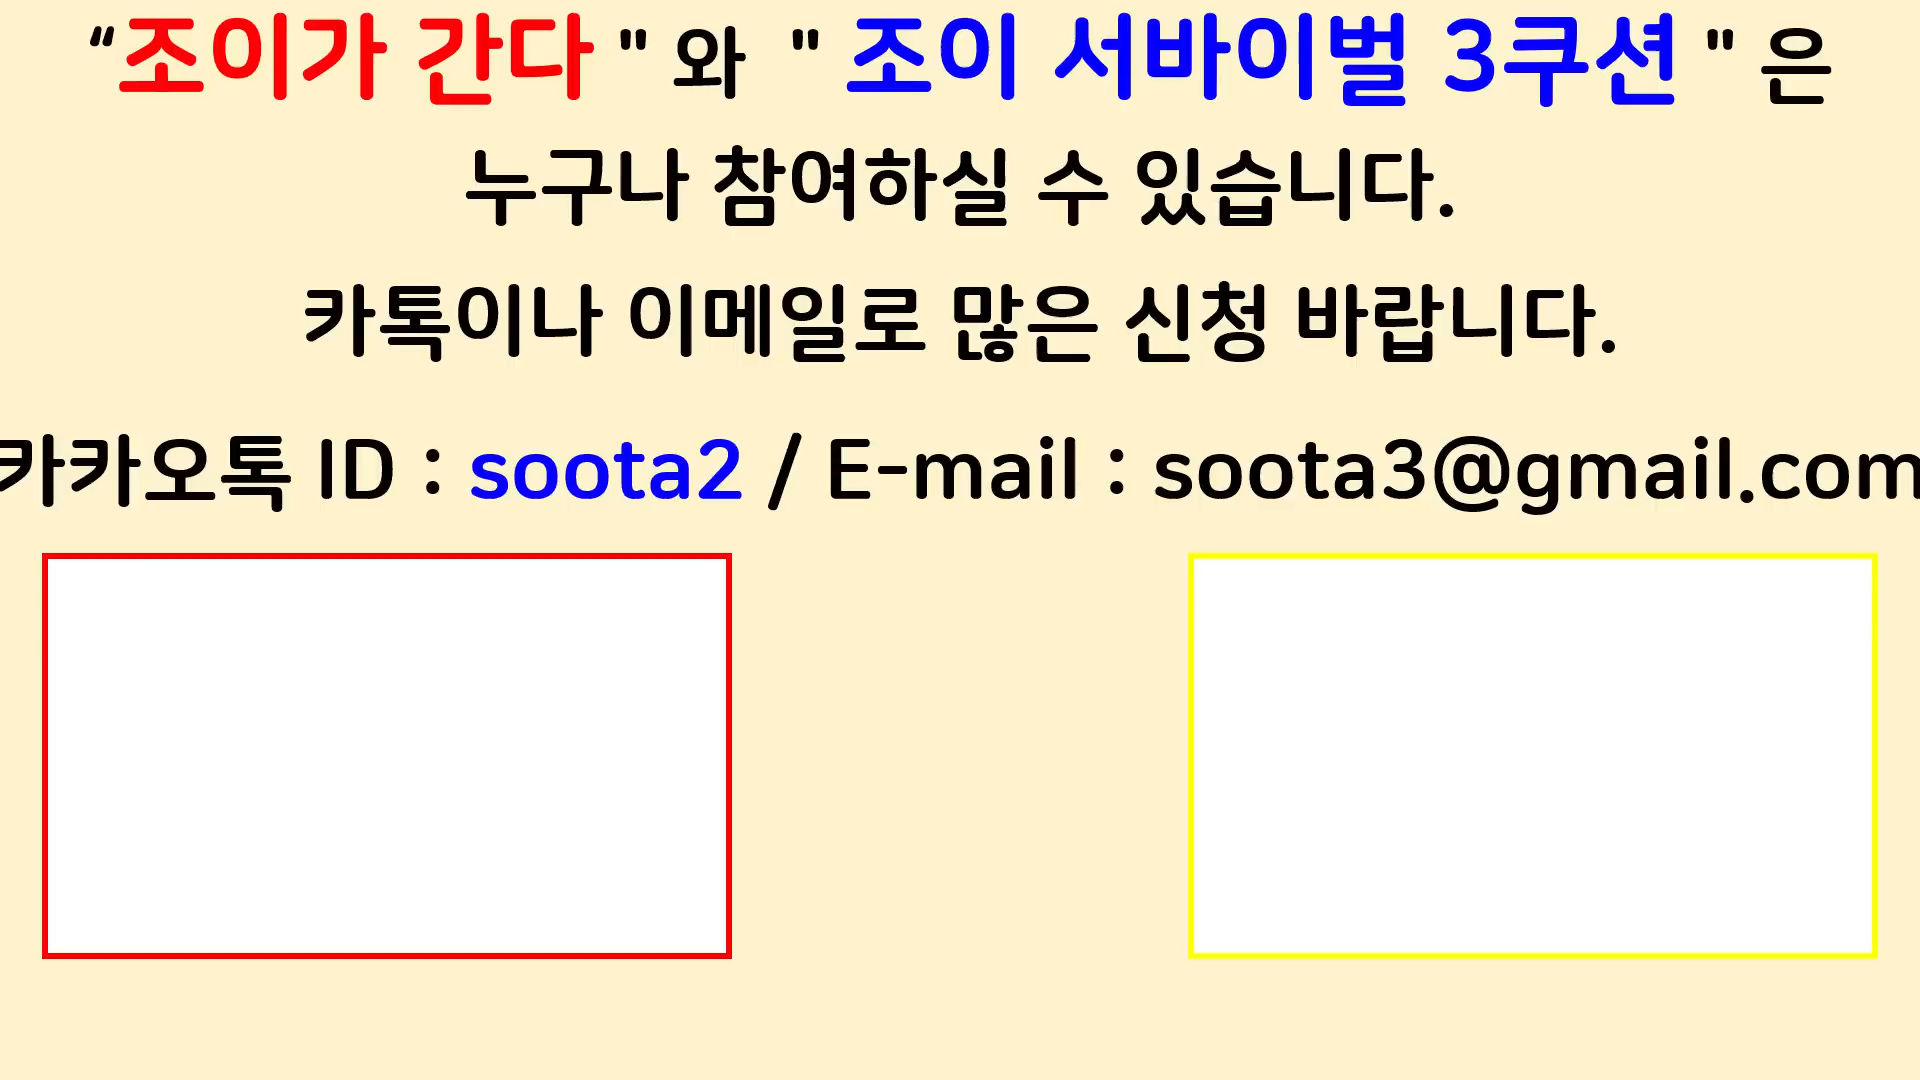 “조이가 간다 " 와 " 조이 서바이벌 3쿠션 " 은
누구나 참여하실 수 있습니다.
카톡이나 이메일로 많은 신청 바랍니다.
카카오톡 ID : soota2 / E-mail : soota3@gmail.com